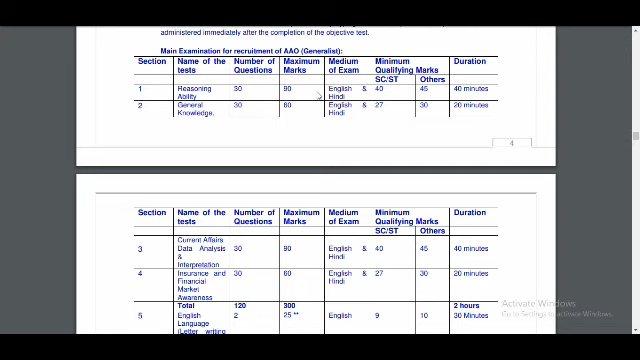 administered immediately after the completion of the objective test.
Main Examination for recruitment of AAO (Generalist):
Section Name of the tests Number of Questions Maximum Marks Medium of Exam Minimum Qualifying Marks Duration
SC/ST Others
1 Reasoning Ability 30 90 English & Hindi 40 45 40 minutes
2 General Knowledge, 30 60 English & Hindi 27 30 20 minutes
4
Section Name of the tests Number of Questions Maximum Marks Medium of Exam Minimum Qualifying Marks Duration
SC/ST Others
Current Affairs
3 Data Analysis & Interpretation 30 90 English & Hindi 40 45 40 minutes
4 Insurance and Financial Market Awareness 30 60 English & Hindi 27 30 20 minutes
Total 120 300 2 hours
5 English Language (Letter writing 2 25 ** English 9 10 30 Minutes
Activate Windows
Go to Settings to activate Windows.